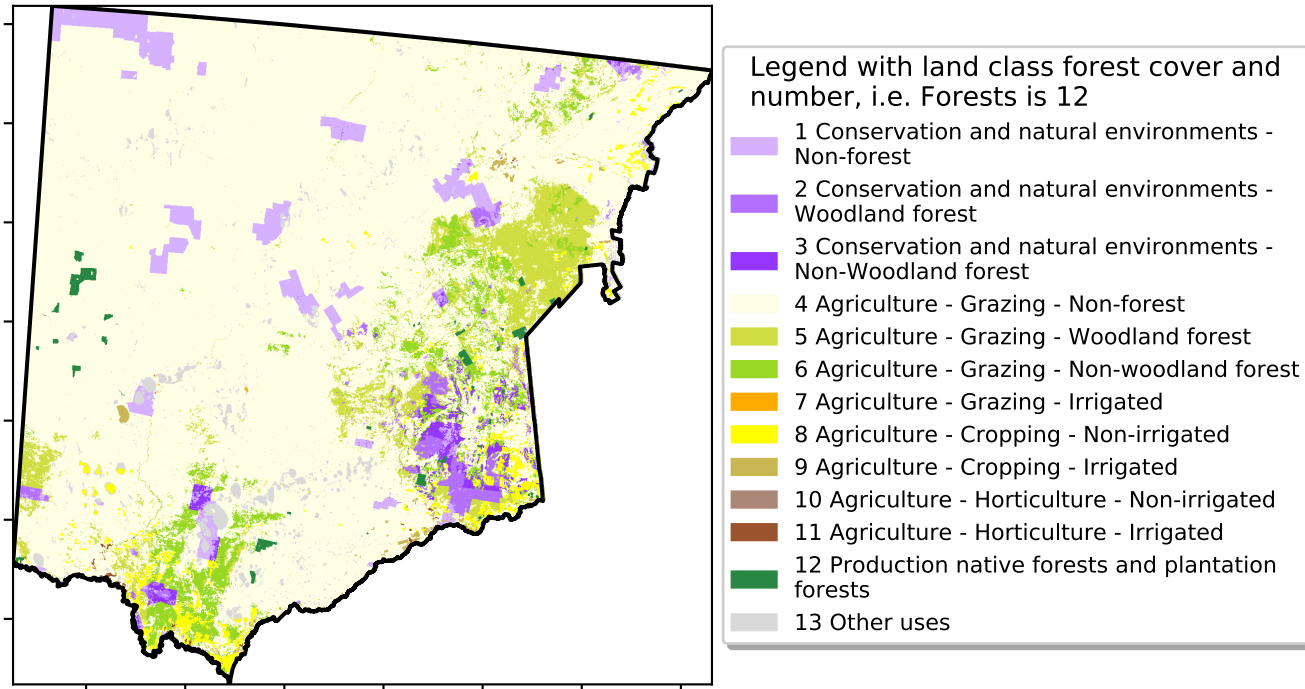 Legend with land class forest cover and
number, i.e. Forests is 12
1 Conservation and natural environments -
Non-forest
2 Conservation and natural environments -
Woodland forest
3 Conservation and natural environments -
Non-Woodland forest
4 Agriculture - Grazing - Non-forest
5 Agriculture - Grazing - Woodland forest
6 Agriculture - Grazing - Non-woodland forest
7 Agriculture - Grazing - Irrigated
8 Agriculture - Cropping - Non-irrigated
9 Agriculture - Cropping - Irrigated
10 Agriculture - Horticulture - Non-irrigated
11 Agriculture - Horticulture - Irrigated
12 Production native forests and plantation
forests
13 Other uses